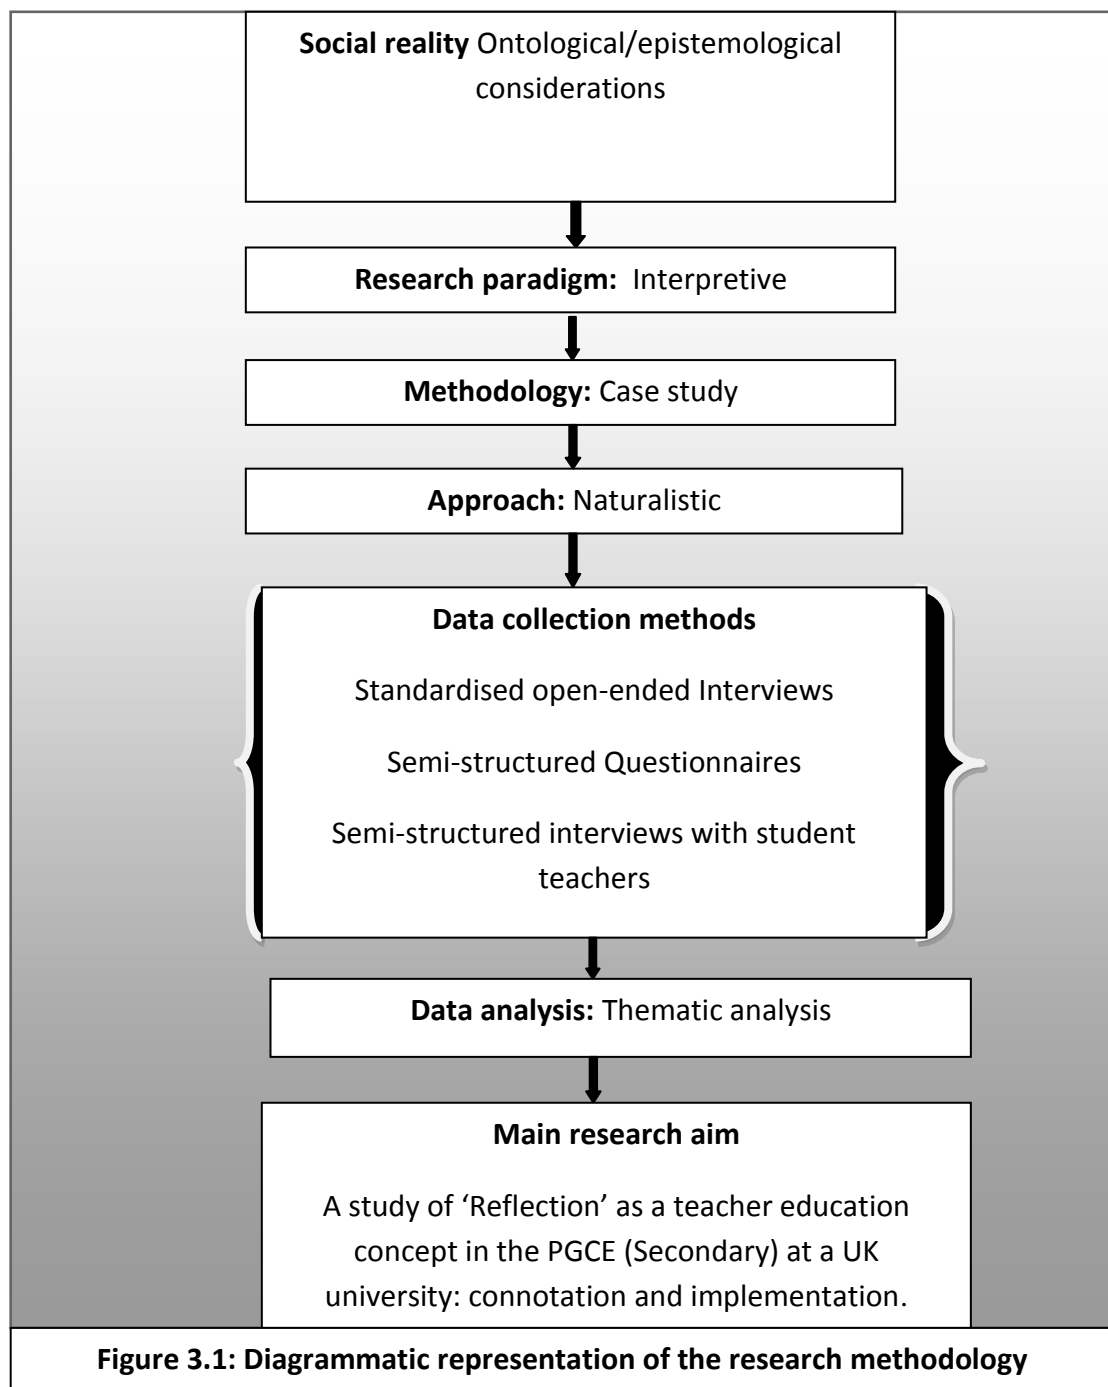 Social reality Ontological/epistemological
considerations
Research paradigm: Interpretive
Methodology: Case study
Approach: Naturalistic
Data collection methods
Standardised open-ended Interviews
Semi-structured Questionnaires
Semi-structured interviews with student
teachers
Data analysis: Thematic analysis
Main research aim
A study of ‘Reflection’ as a teacher education
concept in the PGCE (Secondary) at a UK
university: connotation and implementation.
Figure 3.1: Diagrammatic representation of the research methodology